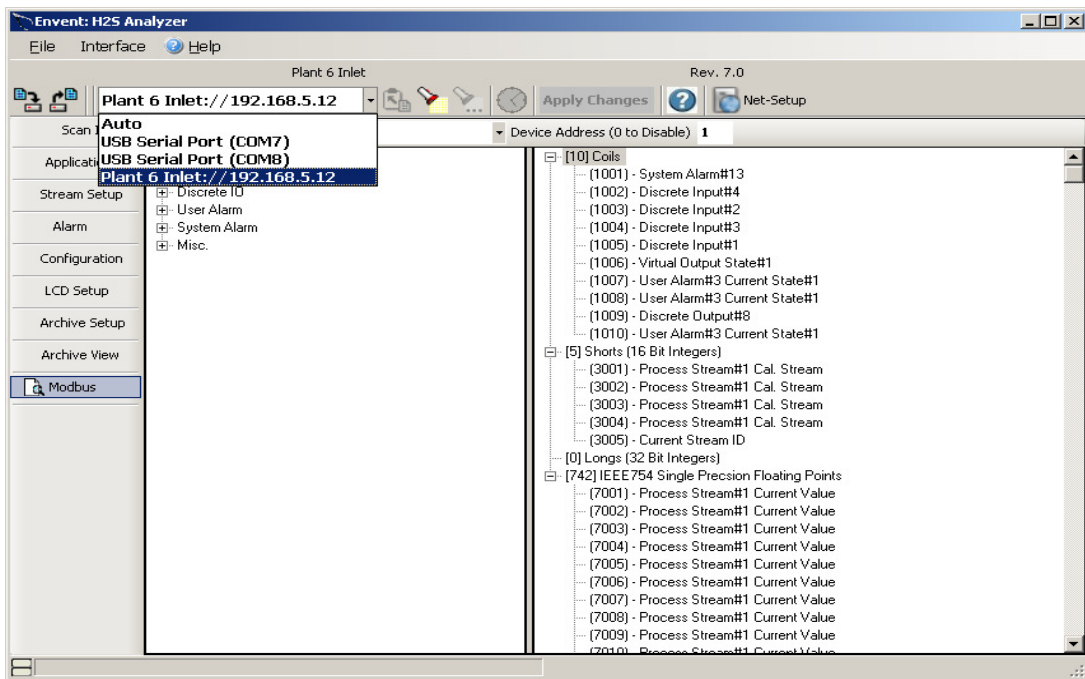 Envent: H2S Analyzer
File Interface Help
Plant 6 Inlet Rev. 7.0
Plant 6 Inlet://192.168.5.12 Apply Changes Net-Setup
Auto
USB Serial Port (COM7)
USB Serial Port (COM8)
Plant 6 Inlet://192.168.5.12
Scan
Device Address (0 to Disable) 1
Stream Setup
Alarm
Configuration
LCD Setup
Archive Setup
Archive View
Modbus
Discrete IO
User Alarm
System Alarm
Misc.
[10] Coils
(1001) - System Alarm#13
(1002) - Discrete Input#4
(1003) - Discrete Input#2
(1004) - Discrete Input#3
(1005) - Discrete Input#1
(1006) - Virtual Output State#1
(1007) - User Alarm#3 Current State#1
(1008) - User Alarm#3 Current State#1
(1009) - Discrete Output#8
(1010) - User Alarm#3 Current State#1
[5] Shorts (16 Bit Integers)
(3001) - Process Stream#1 Cal. Stream
(3002) - Process Stream#1 Cal. Stream
(3003) - Process Stream#1 Cal. Stream
(3004) - Process Stream#1 Cal. Stream
(3005) - Current Stream ID
[0] Longs (32 Bit Integers)
[742] IEEE754 Single Precsion Floating Points
(7001) - Process Stream#1 Current Value
(7002) - Process Stream#1 Current Value
(7003) - Process Stream#1 Current Value
(7004) - Process Stream#1 Current Value
(7005) - Process Stream#1 Current Value
(7006) - Process Stream#1 Current Value
(7007) - Process Stream#1 Current Value
(7008) - Process Stream#1 Current Value
(7009) - Process Stream#1 Current Value
(7010) - Process Stream#1 Current Value